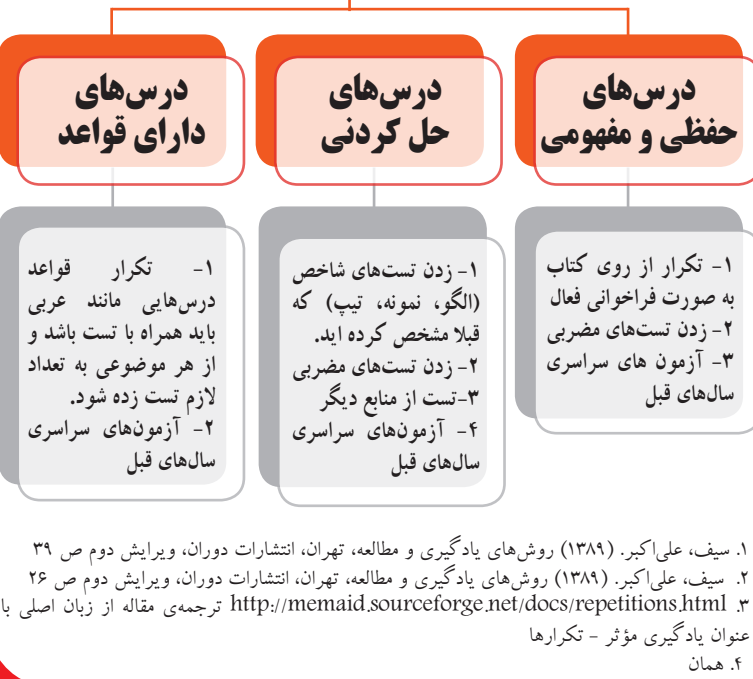 درس‌های
حفظی و مفهومی
درس‌های
حل کردنی
درس‌های
دارای قواعد
۱- تکرار از روی کتاب
به صورت فراخوانی فعال
۲- زدن تست‌های مضربی
۳- آزمون های سراسری
سال‌های قبل
۱- زدن تست‌های شاخص
(الگو، نمونه، تیپ) که
قبلا مشخص کرده اید.
۲- زدن تست‌های مضربی
۳-تست از منابع دیگر
۴- آزمون‌های سراسری
سال‌های قبل
۱- تکرار قواعد
درس‌هایی مانند عربی
باید همراه با تست باشد و
از هر موضوعی به تعداد
لازم تست زده شود.
۲- آزمون‌های سراسری
سال‌های قبل
۱. سیف، علی‌اکبر. (۱۳۸۹) روش‌های یادگیری و مطالعه، تهران، انتشارات دوران، ویرایش دوم ص ۳۹
۲. سیف، علی‌اکبر. (۱۳۸۹) روش‌های یادگیری و مطالعه، تهران، انتشارات دوران، ویرایش دوم ص ۲۶
۳. http://memaid.sourceforge.net/docs/repetitions.html ترجمه‌ی مقاله از زبان اصلی با
عنوان یادگیری مؤثر - تکرارها
۴. همان